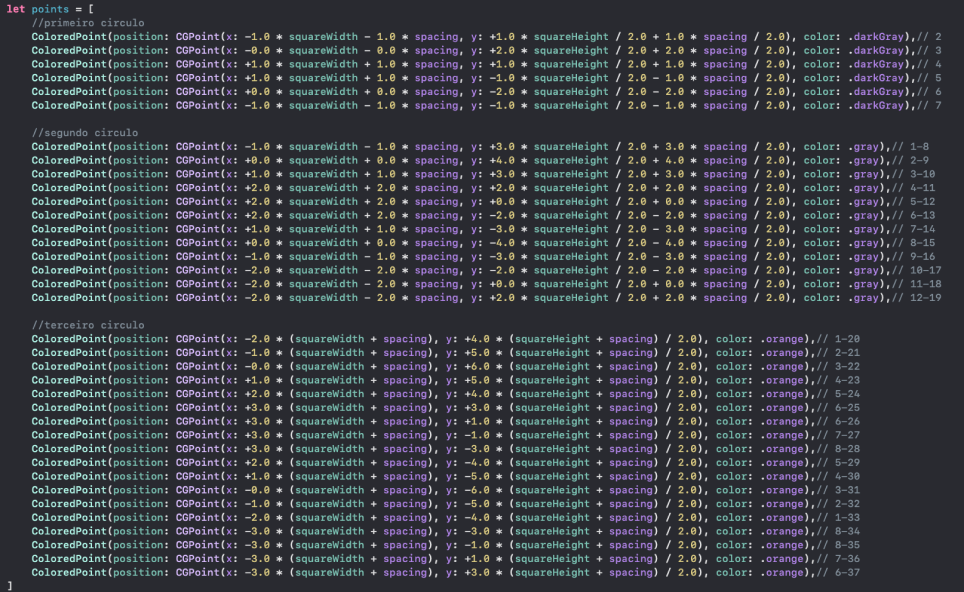 let points = [
//primeiro circulo
ColoredPoint(position: CGPoint(x: -1.0 * squareWidth - 1.0 * spacing, y: +1.0 * squareHeight / 2.0 + 1.0 * spacing / 2.0), color: .darkGray),// 2
ColoredPoint(position: CGPoint(x: -0.0 * squareWidth - 0.0 * spacing, y: +2.0 * squareHeight / 2.0 + 2.0 * spacing / 2.0), color: .darkGray),// 3
ColoredPoint(position: CGPoint(x: +1.0 * squareWidth + 1.0 * spacing, y: +1.0 * squareHeight / 2.0 + 1.0 * spacing / 2.0), color: .darkGray),// 4
ColoredPoint(position: CGPoint(x: +1.0 * squareWidth + 1.0 * spacing, y: -1.0 * squareHeight / 2.0 - 1.0 * spacing / 2.0), color: .darkGray),// 5
ColoredPoint(position: CGPoint(x: +0.0 * squareWidth + 0.0 * spacing, y: -2.0 * squareHeight / 2.0 - 2.0 * spacing / 2.0), color: .darkGray),// 6
ColoredPoint(position: CGPoint(x: -1.0 * squareWidth - 1.0 * spacing, y: -1.0 * squareHeight / 2.0 - 1.0 * spacing / 2.0), color: .darkGray),// 7
//segundo circulo
ColoredPoint(position: CGPoint(x: -1.0 * squareWidth - 1.0 * spacing, y: +3.0 * squareHeight / 2.0 + 3.0 * spacing / 2.0), color: .gray),// 1-8
ColoredPoint(position: CGPoint(x: +0.0 * squareWidth + 0.0 * spacing, y: +4.0 * squareHeight / 2.0 + 4.0 * spacing / 2.0), color: .gray),// 2-9
ColoredPoint(position: CGPoint(x: +1.0 * squareWidth + 1.0 * spacing, y: +3.0 * squareHeight / 2.0 + 3.0 * spacing / 2.0), color: .gray),// 3-10
ColoredPoint(position: CGPoint(x: +2.0 * squareWidth + 2.0 * spacing, y: +2.0 * squareHeight / 2.0 + 2.0 * spacing / 2.0), color: .gray),// 4-11
ColoredPoint(position: CGPoint(x: +2.0 * squareWidth + 2.0 * spacing, y: +0.0 * squareHeight / 2.0 + 0.0 * spacing / 2.0), color: .gray),// 5-12
ColoredPoint(position: CGPoint(x: +2.0 * squareWidth + 2.0 * spacing, y: -2.0 * squareHeight / 2.0 - 2.0 * spacing / 2.0), color: .gray),// 6-13
ColoredPoint(position: CGPoint(x: +1.0 * squareWidth + 1.0 * spacing, y: -3.0 * squareHeight / 2.0 - 3.0 * spacing / 2.0), color: .gray),// 7-14
ColoredPoint(position: CGPoint(x: +0.0 * squareWidth + 0.0 * spacing, y: -4.0 * squareHeight / 2.0 - 4.0 * spacing / 2.0), color: .gray),// 8-15
ColoredPoint(position: CGPoint(x: -1.0 * squareWidth - 1.0 * spacing, y: -3.0 * squareHeight / 2.0 - 3.0 * spacing / 2.0), color: .gray),// 9-16
ColoredPoint(position: CGPoint(x: -2.0 * squareWidth - 2.0 * spacing, y: -2.0 * squareHeight / 2.0 - 2.0 * spacing / 2.0), color: .gray),// 10-17
ColoredPoint(position: CGPoint(x: -2.0 * squareWidth - 2.0 * spacing, y: +0.0 * squareHeight / 2.0 + 0.0 * spacing / 2.0), color: .gray),// 11-18
ColoredPoint(position: CGPoint(x: -2.0 * squareWidth - 2.0 * spacing, y: +2.0 * squareHeight / 2.0 + 2.0 * spacing / 2.0), color: .gray),// 12-19
//terceiro circulo
ColoredPoint(position: CGPoint(x: -2.0 * (squareWidth + spacing), y: +4.0 * (squareHeight + spacing) / 2.0), color: .orange),// 1-20
ColoredPoint(position: CGPoint(x: -1.0 * (squareWidth + spacing), y: +5.0 * (squareHeight + spacing) / 2.0), color: .orange),// 2-21
ColoredPoint(position: CGPoint(x: -0.0 * (squareWidth + spacing), y: +6.0 * (squareHeight + spacing) / 2.0), color: .orange),// 3-22
ColoredPoint(position: CGPoint(x: +1.0 * (squareWidth + spacing), y: +5.0 * (squareHeight + spacing) / 2.0), color: .orange),// 4-23
ColoredPoint(position: CGPoint(x: +2.0 * (squareWidth + spacing), y: +4.0 * (squareHeight + spacing) / 2.0), color: .orange),// 5-24
ColoredPoint(position: CGPoint(x: +3.0 * (squareWidth + spacing), y: +3.0 * (squareHeight + spacing) / 2.0), color: .orange),// 6-25
ColoredPoint(position: CGPoint(x: +3.0 * (squareWidth + spacing), y: +1.0 * (squareHeight + spacing) / 2.0), color: .orange),// 6-26
ColoredPoint(position: CGPoint(x: +3.0 * (squareWidth + spacing), y: -1.0 * (squareHeight + spacing) / 2.0), color: .orange),// 7-27
ColoredPoint(position: CGPoint(x: +3.0 * (squareWidth + spacing), y: -3.0 * (squareHeight + spacing) / 2.0), color: .orange),// 8-28
ColoredPoint(position: CGPoint(x: +2.0 * (squareWidth + spacing), y: -4.0 * (squareHeight + spacing) / 2.0), color: .orange),// 5-29
ColoredPoint(position: CGPoint(x: +1.0 * (squareWidth + spacing), y: -5.0 * (squareHeight + spacing) / 2.0), color: .orange),// 4-30
ColoredPoint(position: CGPoint(x: -0.0 * (squareWidth + spacing), y: -6.0 * (squareHeight + spacing) / 2.0), color: .orange),// 3-31
ColoredPoint(position: CGPoint(x: -1.0 * (squareWidth + spacing), y: -5.0 * (squareHeight + spacing) / 2.0), color: .orange),// 2-32
ColoredPoint(position: CGPoint(x: -2.0 * (squareWidth + spacing), y: -4.0 * (squareHeight + spacing) / 2.0), color: .orange),// 1-33
ColoredPoint(position: CGPoint(x: -3.0 * (squareWidth + spacing), y: -3.0 * (squareHeight + spacing) / 2.0), color: .orange),// 8-34
ColoredPoint(position: CGPoint(x: -3.0 * (squareWidth + spacing), y: -1.0 * (squareHeight + spacing) / 2.0), color: .orange),// 8-35
ColoredPoint(position: CGPoint(x: -3.0 * (squareWidth + spacing), y: +1.0 * (squareHeight + spacing) / 2.0), color: .orange),// 7-36
ColoredPoint(position: CGPoint(x: -3.0 * (squareWidth + spacing), y: +3.0 * (squareHeight + spacing) / 2.0), color: .orange),// 6-37
]